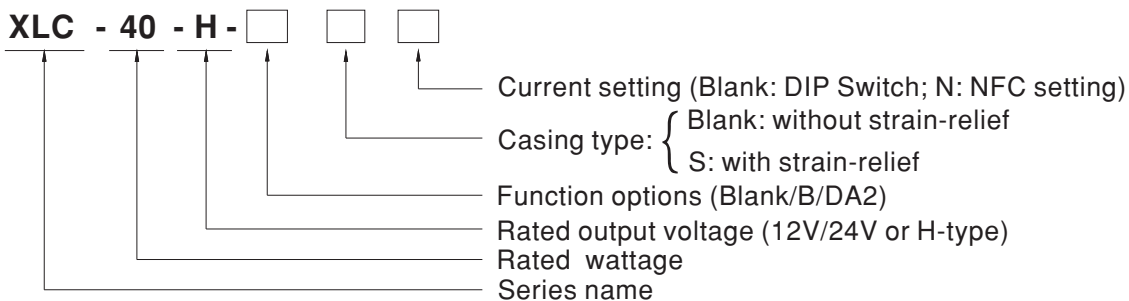 XLC - 40 - H -
Current setting (Blank: DIP Switch; N: NFC setting)
Casing type: { Blank: without strain-relief
S: with strain-relief
Function options (Blank/B/DA2)
Rated output voltage (12V/24V or H-type)
Rated wattage
Series name